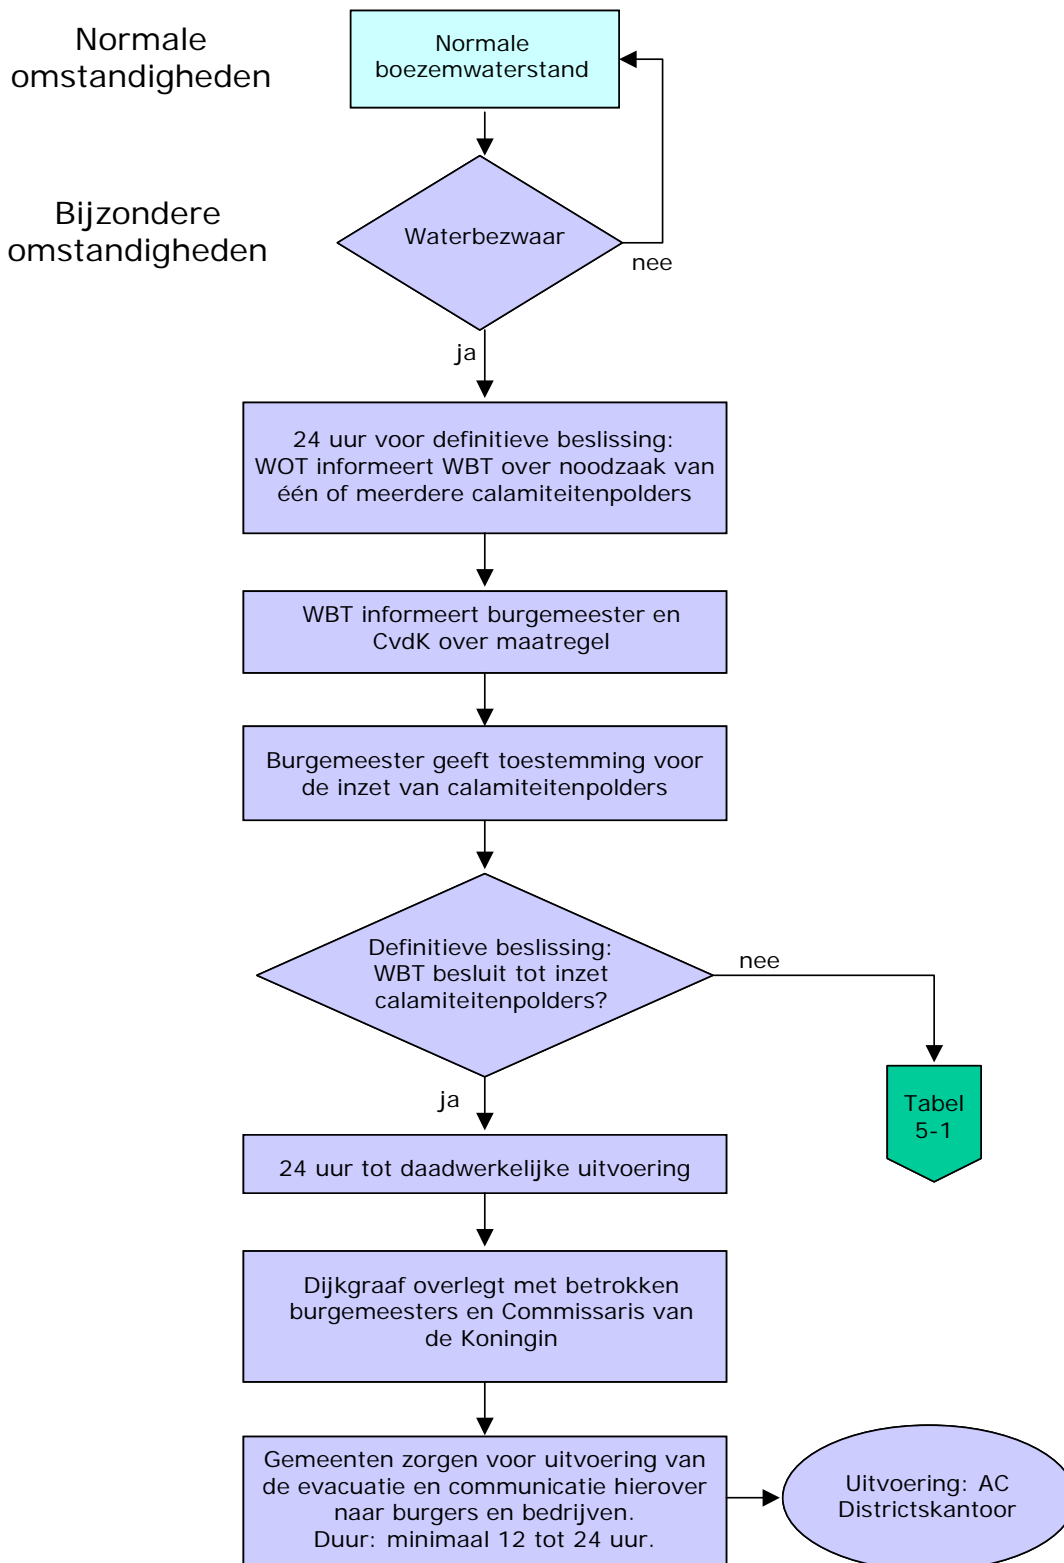 Normale
omstandigheden
Normale
boezemwaterstand
Bijzondere
omstandigheden
Waterbezwaar
nee
ja
24 uur voor definitieve beslissing:
WOT informeert WBT over noodzaak van
één of meerdere calamiteitenpolders
WBT informeert burgemeester en
CvdK over maatregel
Burgemeester geeft toestemming voor
de inzet van calamiteitenpolders
Definitieve beslissing:
WBT besluit tot inzet
calamiteitenpolders?
nee
ja
Tabel
5-1
24 uur tot daadwerkelijke uitvoering
Dijkgraaf overlegt met betrokken
burgemeesters en Commissaris van
de Koningin
Gemeenten zorgen voor uitvoering van
de evacuatie en communicatie hierover
naar burgers en bedrijven.
Duur: minimaal 12 tot 24 uur.
Uitvoering: AC
Districtskantoor